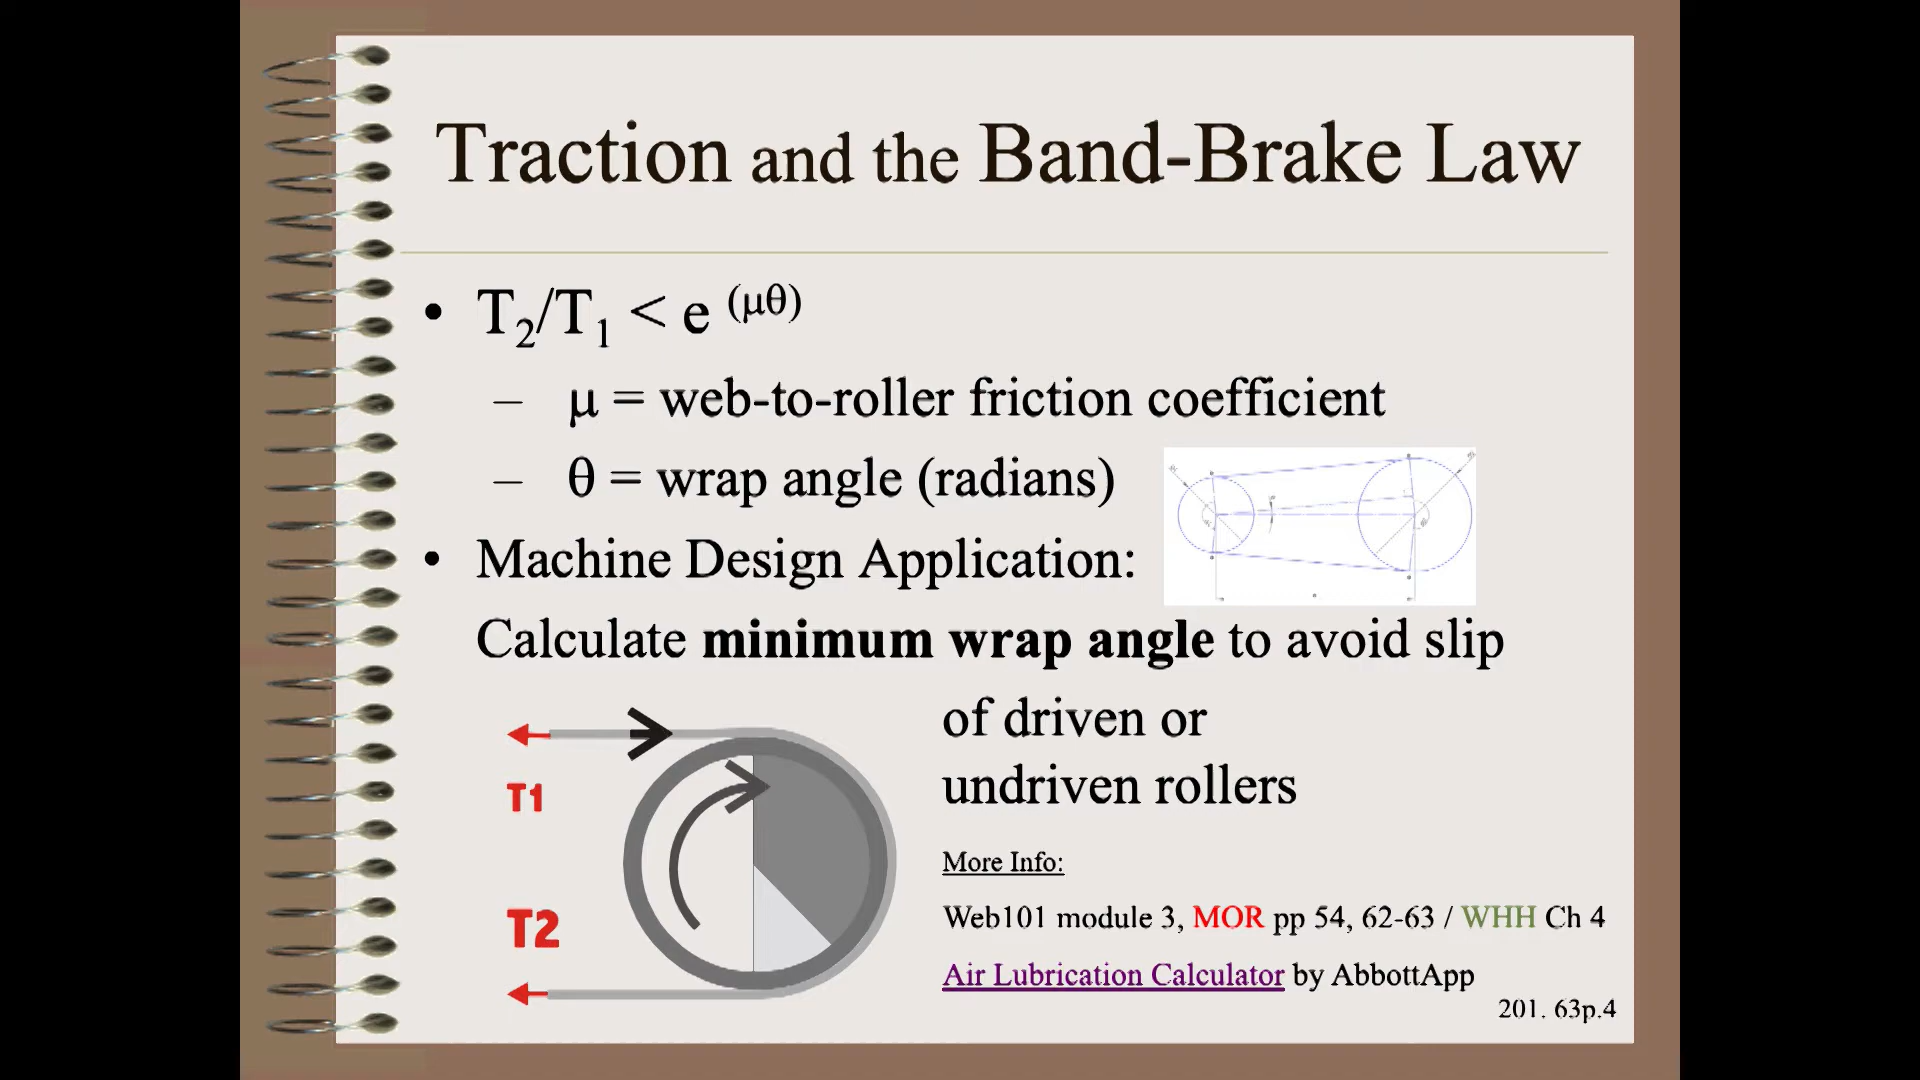 Traction and the Band-Brake Law
• T₂/T₁ < e ^(μθ)
– μ = web-to-roller friction coefficient
– θ = wrap angle (radians)
• Machine Design Application:
Calculate minimum wrap angle to avoid slip
of driven or
undriven rollers
T1
T2
More Info:
Web101 module 3, MOR pp 54, 62-63 / WHH Ch 4
Air Lubrication Calculator by AbbottApp
201. 63p.4